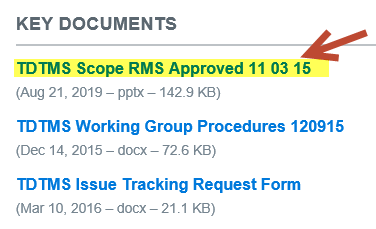 KEY DOCUMENTS
TDTMS Scope RMS Approved 11 03 15
(Aug 21, 2019 – pptx – 142.9 KB)
TDTMS Working Group Procedures 120915
(Dec 14, 2015 – docx – 72.6 KB)
TDTMS Issue Tracking Request Form
(Mar 10, 2016 – docx – 21.1 KB)